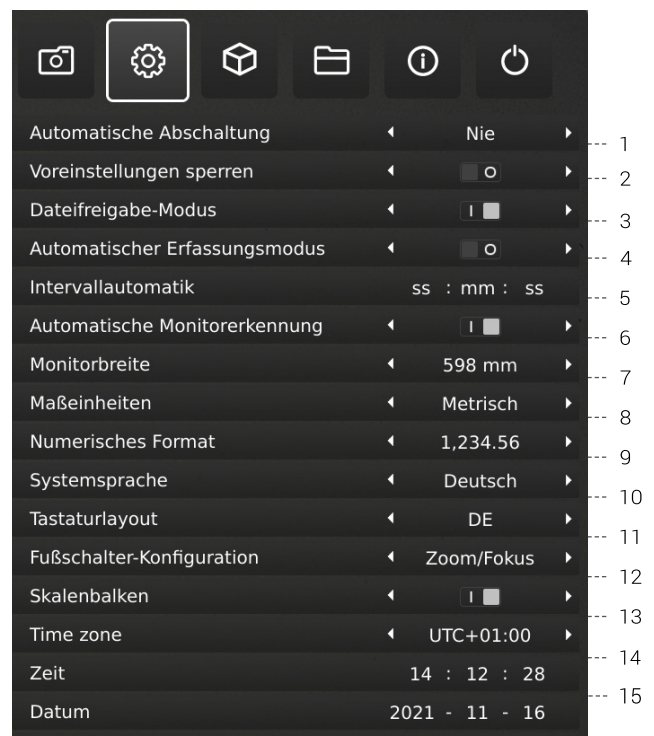 Automatische Abschaltung Nie
1
Voreinstellungen sperren
2
Dateifreigabe-Modus
3
Automatischer Erfassungsmodus
4
Intervallautomatik ss : mm : ss
5
Automatische Monitorerkennung
6
Monitorbreite 598 mm
7
Maßeinheiten Metrisch
8
Numerisches Format 1,234.56
9
Systemsprache Deutsch
10
Tastaturlayout DE
11
Fußschalter-Konfiguration Zoom/Fokus
12
Skalenbalken
13
Time zone UTC+01:00
14
Zeit 14 : 12 : 28
15
Datum 2021 - 11 - 16